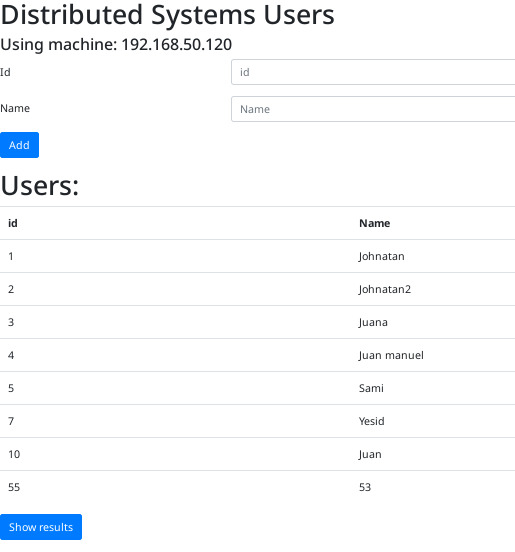 Distributed Systems Users
Using machine: 192.168.50.120
Id id
Name Name
Add
Users:
id Name
1 Johnatan
2 Johnatan2
3 Juana
4 Juan manuel
5 Sami
7 Yesid
10 Juan
55 53
Show results